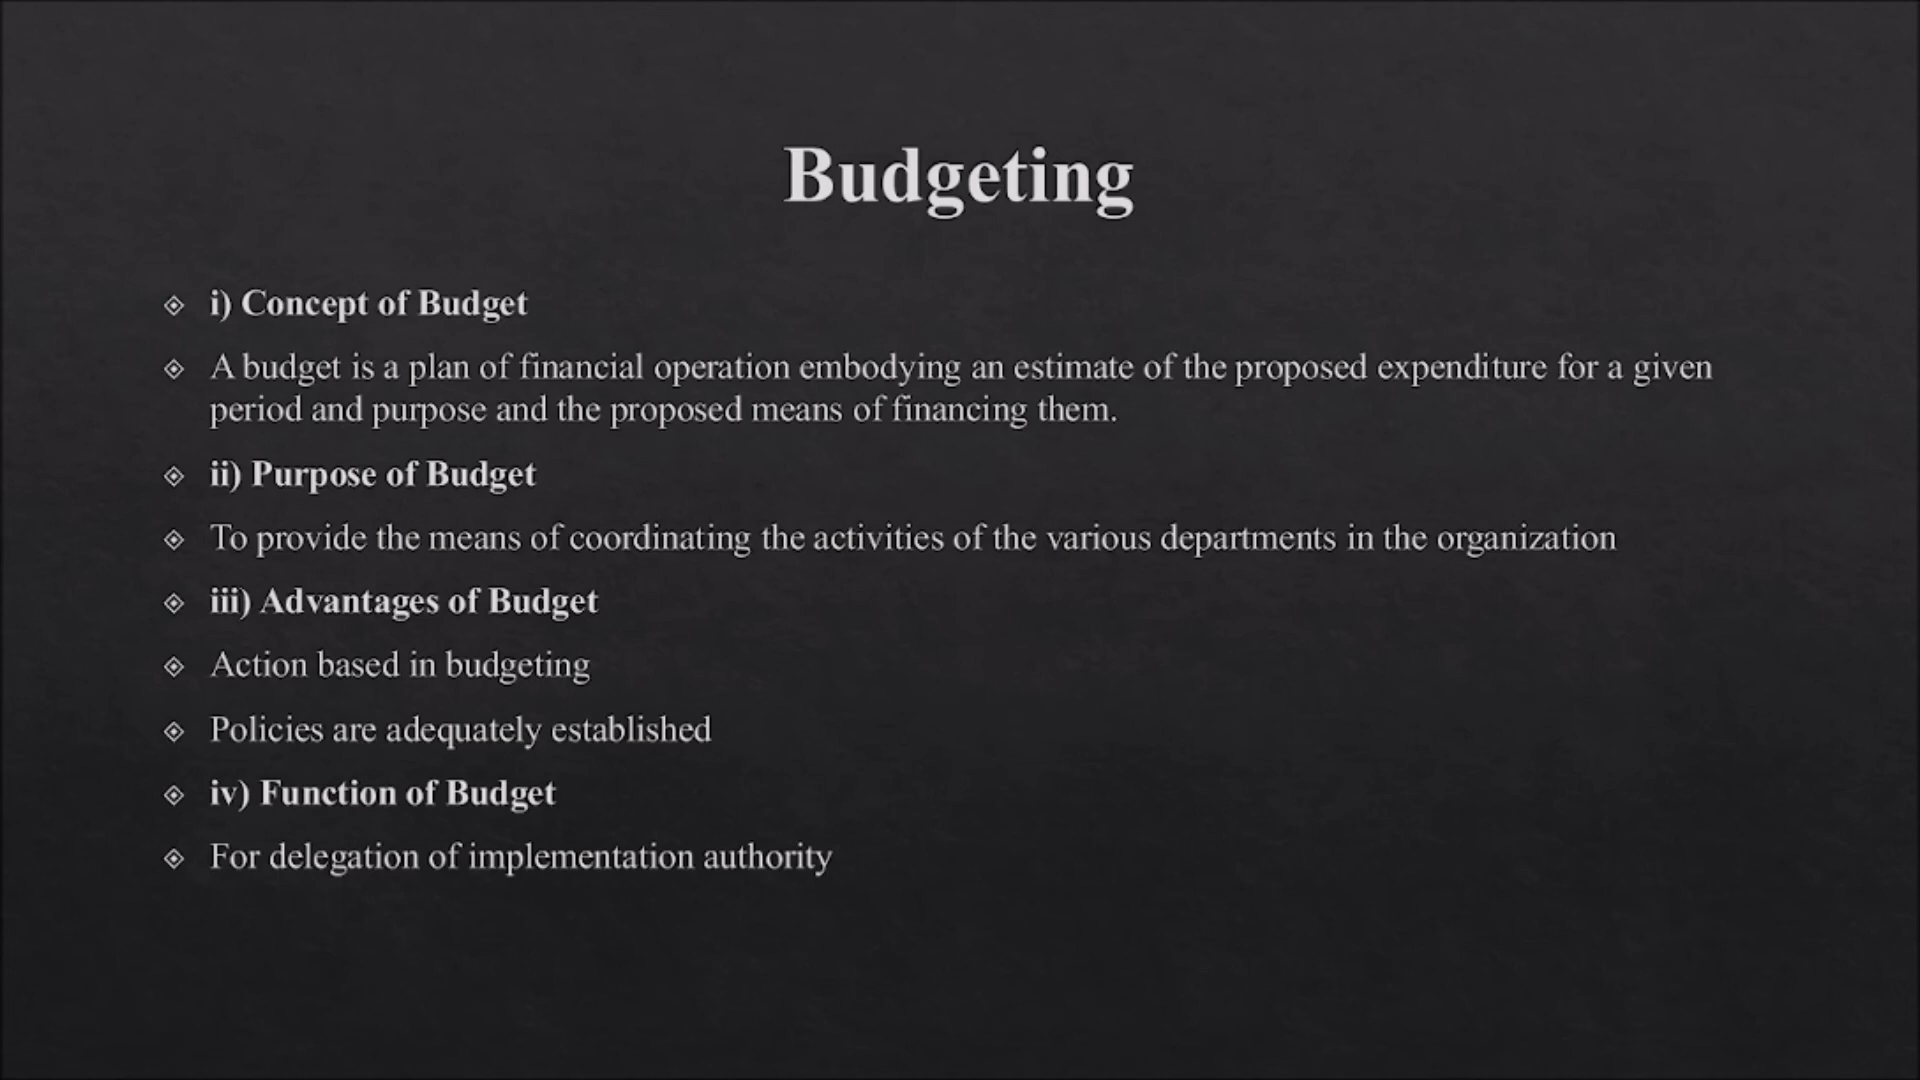 Budgeting
i) Concept of Budget
A budget is a plan of financial operation embodying an estimate of the proposed expenditure for a given
period and purpose and the proposed means of financing them.
ii) Purpose of Budget
To provide the means of coordinating the activities of the various departments in the organization
iii) Advantages of Budget
Action based in budgeting
Policies are adequately established
iv) Function of Budget
For delegation of implementation authority